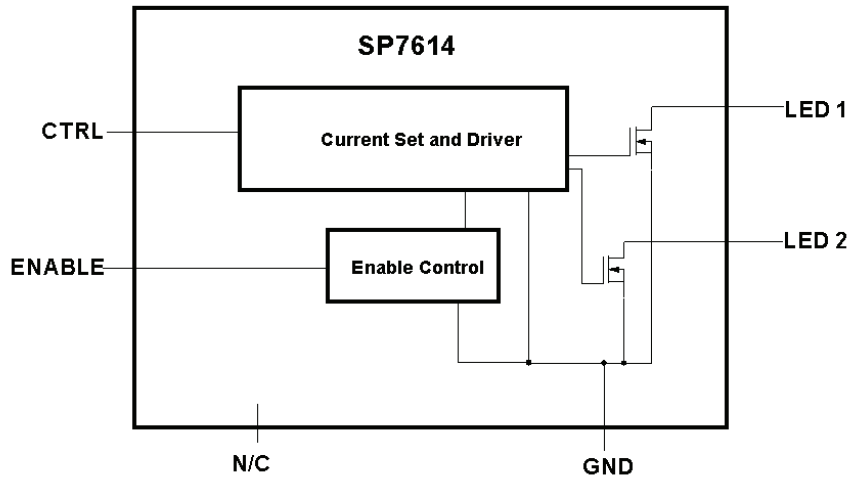 SP7614
LED 1
CTRL
Current Set and Driver
LED 2
ENABLE
Enable Control
N/C
GND